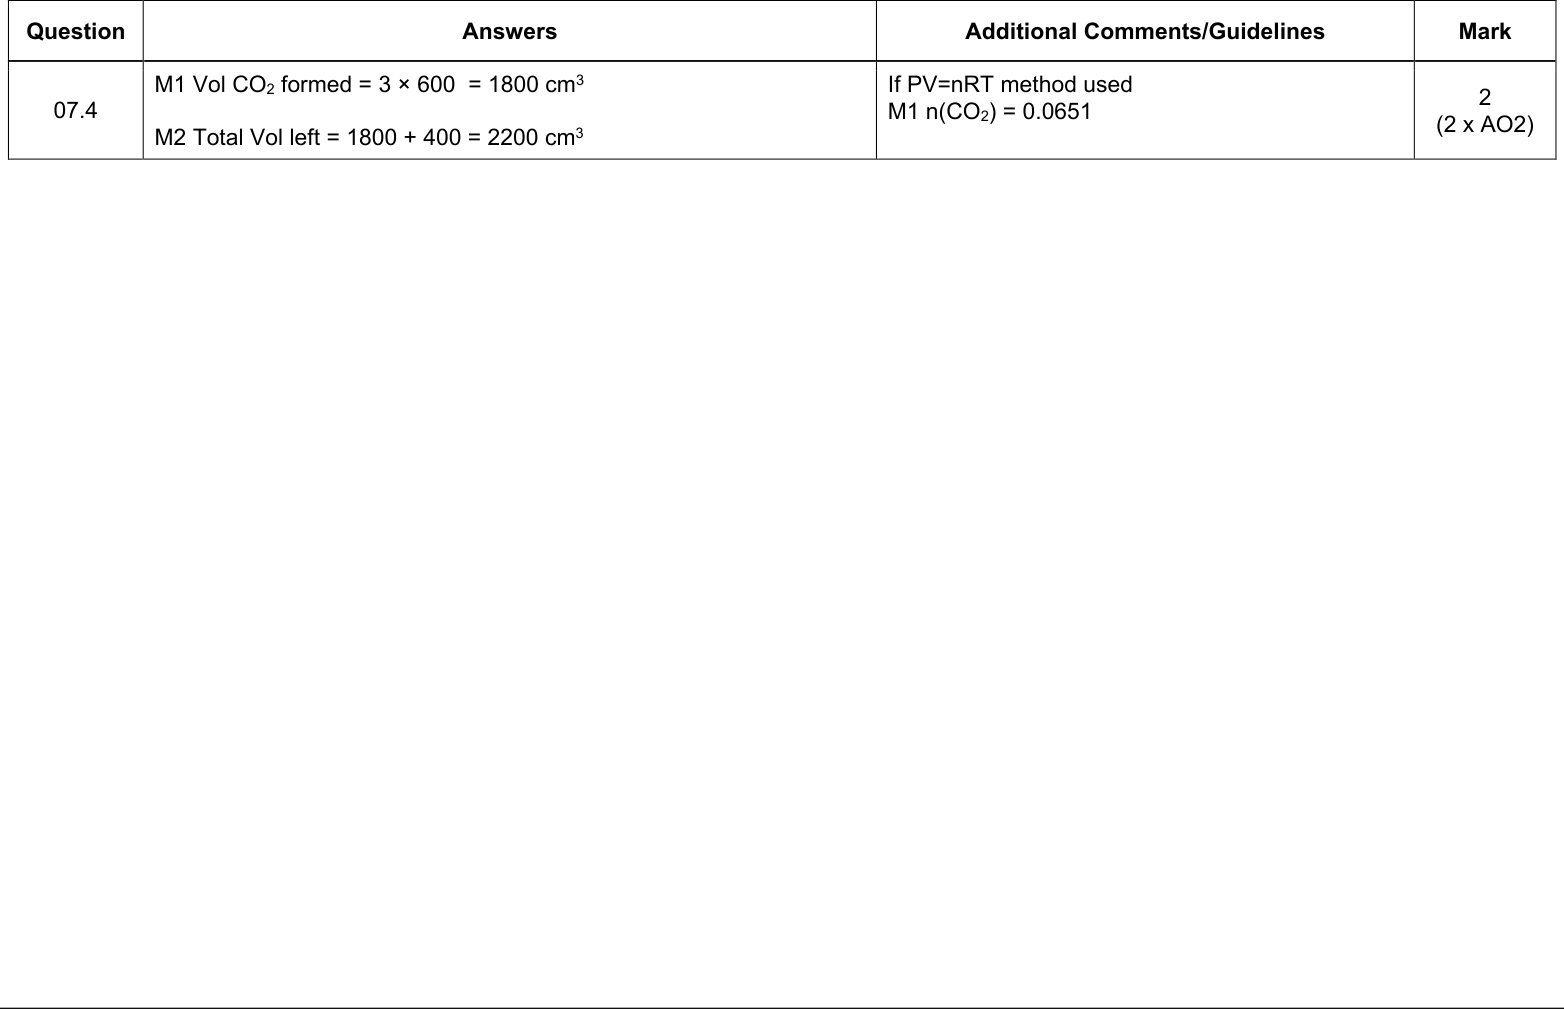 Question Answers Additional Comments/Guidelines Mark
07.4
M1 Vol CO₂ formed = 3 × 600  = 1800 cm³
M2 Total Vol left = 1800 + 400 = 2200 cm³
If PV=nRT method used
M1 n(CO₂) = 0.0651
2
(2 x AO2)